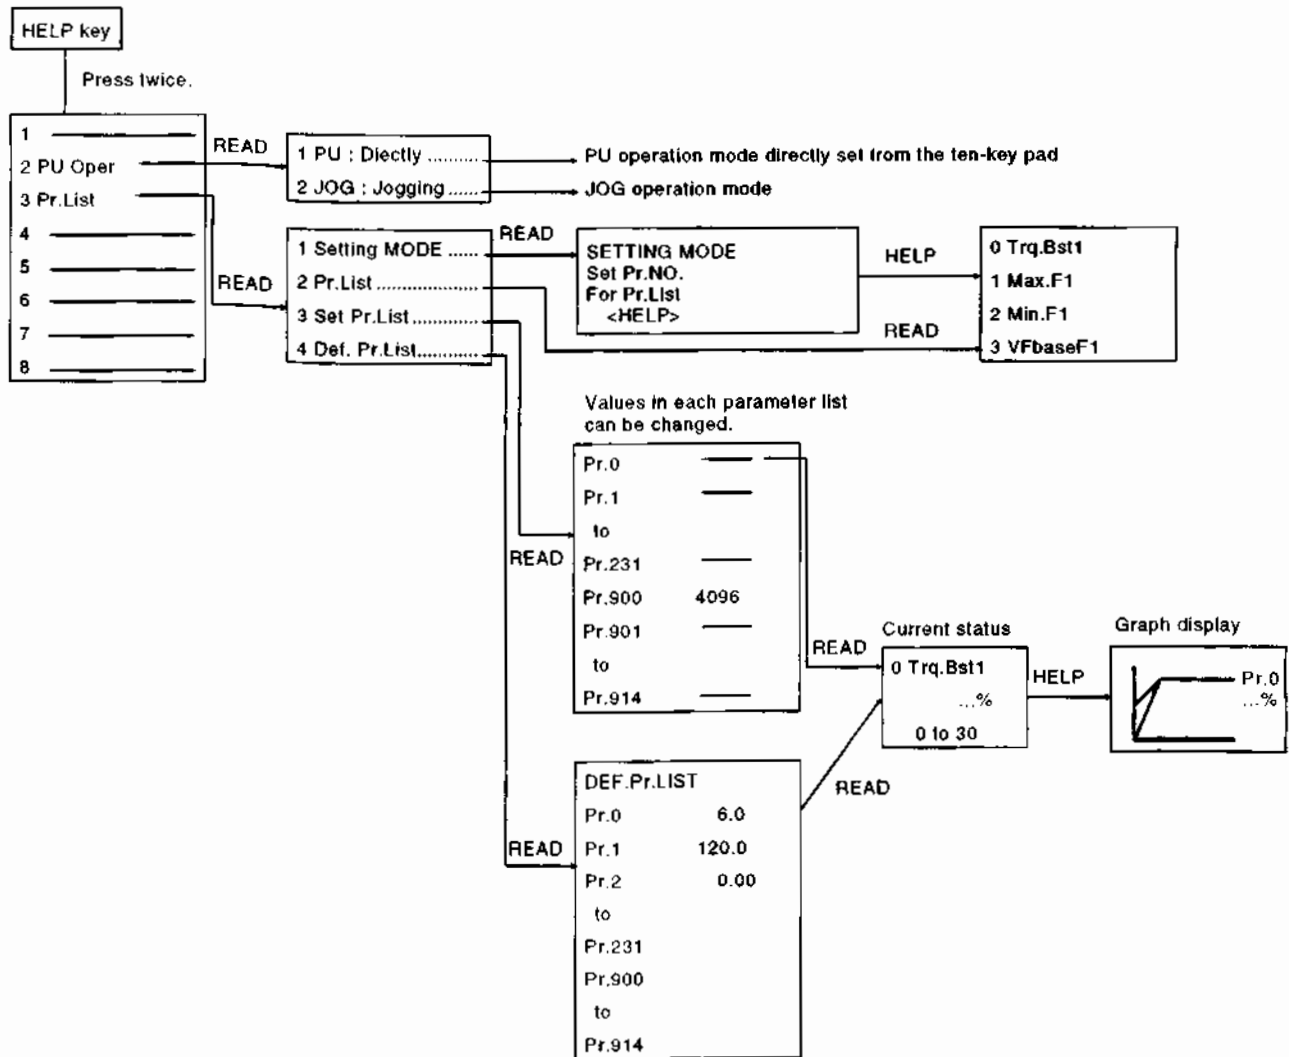 HELP key
Press twice.
1
2 PU Oper
3 Pr.List
4
5
6
7
8
READ
1 PU : Diectly ..........
2 JOG : Jogging ......
PU operation mode directly set from the ten-key pad
JOG operation mode
READ
1 Setting MODE .....
2 Pr.List ...................
3 Set Pr.List.............
4 Def. Pr.List............
READ
SETTING MODE
Set Pr.NO.
For Pr.List
<HELP>
HELP
READ
0 Trq.Bst1
1 Max.F1
2 Min.F1
3 VFbaseF1
Values in each parameter list
can be changed.
READ
Pr.0
Pr.1
to
Pr.231
Pr.900 4096
Pr.901
to
Pr.914
READ
Current status
0 Trq.Bst1
...%
0 to 30
HELP
Graph display
Pr.0
...%
READ
READ
DEF.Pr.LIST
Pr.0 6.0
Pr.1 120.0
Pr.2 0.00
to
Pr.231
Pr.900
to
Pr.914